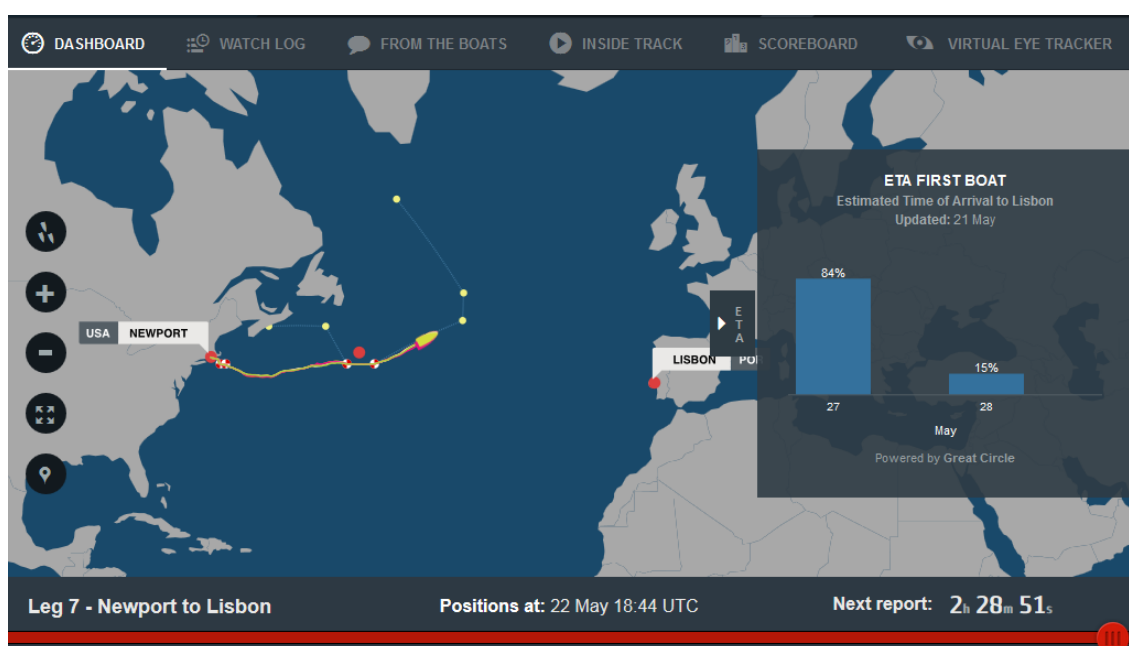 DASHBOARD
WATCH LOG
FROM THE BOATS
INSIDE TRACK
SCOREBOARD
VIRTUAL EYE TRACKER
ETA FIRST BOAT
Estimated Time of Arrival to Lisbon
Updated: 21 May
84%
15%
27
28
May
Powered by Great Circle
ETA
USA NEWPORT
LISBON PO
Leg 7 - Newport to Lisbon
Positions at: 22 May 18:44 UTC
Next report: 2h 28m 51s